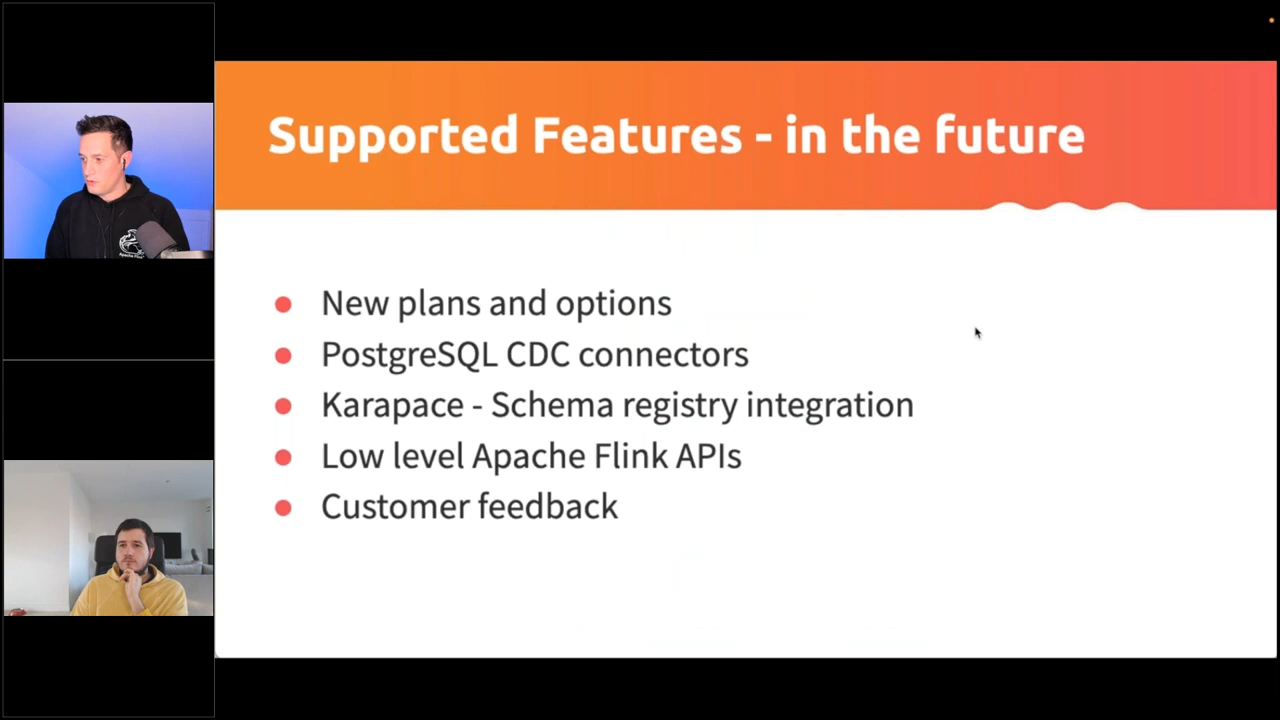 Supported Features - in the future
New plans and options
PostgreSQL CDC connectors
Karapace - Schema registry integration
Low level Apache Flink APIs
Customer feedback